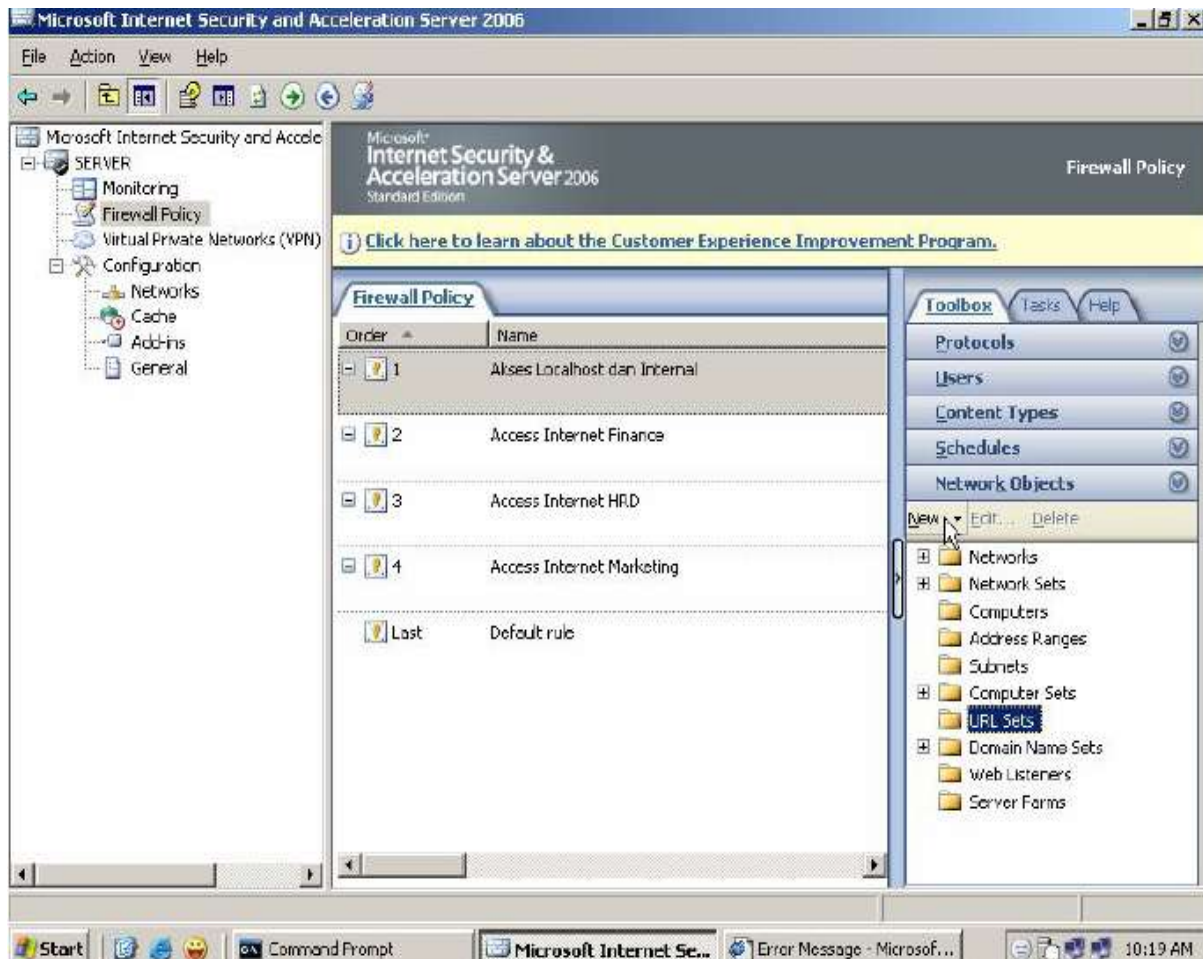 Microsoft Internet Security and Acceleration Server 2006
File Action View Help
Microsoft Internet Security and Accele
SERVER
Monitoring
Firewall Policy
Virtual Private Networks (VPN)
Configuration
Networks
Cache
Add-ins
General
Microsoft
Internet Security &
Acceleration Server 2006
Standard Edition
Firewall Policy
Click here to learn about the Customer Experience Improvement Program.
Firewall Policy
Order Name
1 Akses Localhost dan Internal
2 Access Internet Finance
3 Access Internet HRD
4 Access Internet Marketing
Last Default rule
Toolbox Tasks Help
Protocols
Users
Content Types
Schedules
Network Objects
New Edit... Delete
Networks
Network Sets
Computers
Address Ranges
Subnets
Computer Sets
URL Sets
Domain Name Sets
Web Listeners
Server Farms
Start Command Prompt Microsoft Internet Se... Error Message - Microsof... 10:19 AM